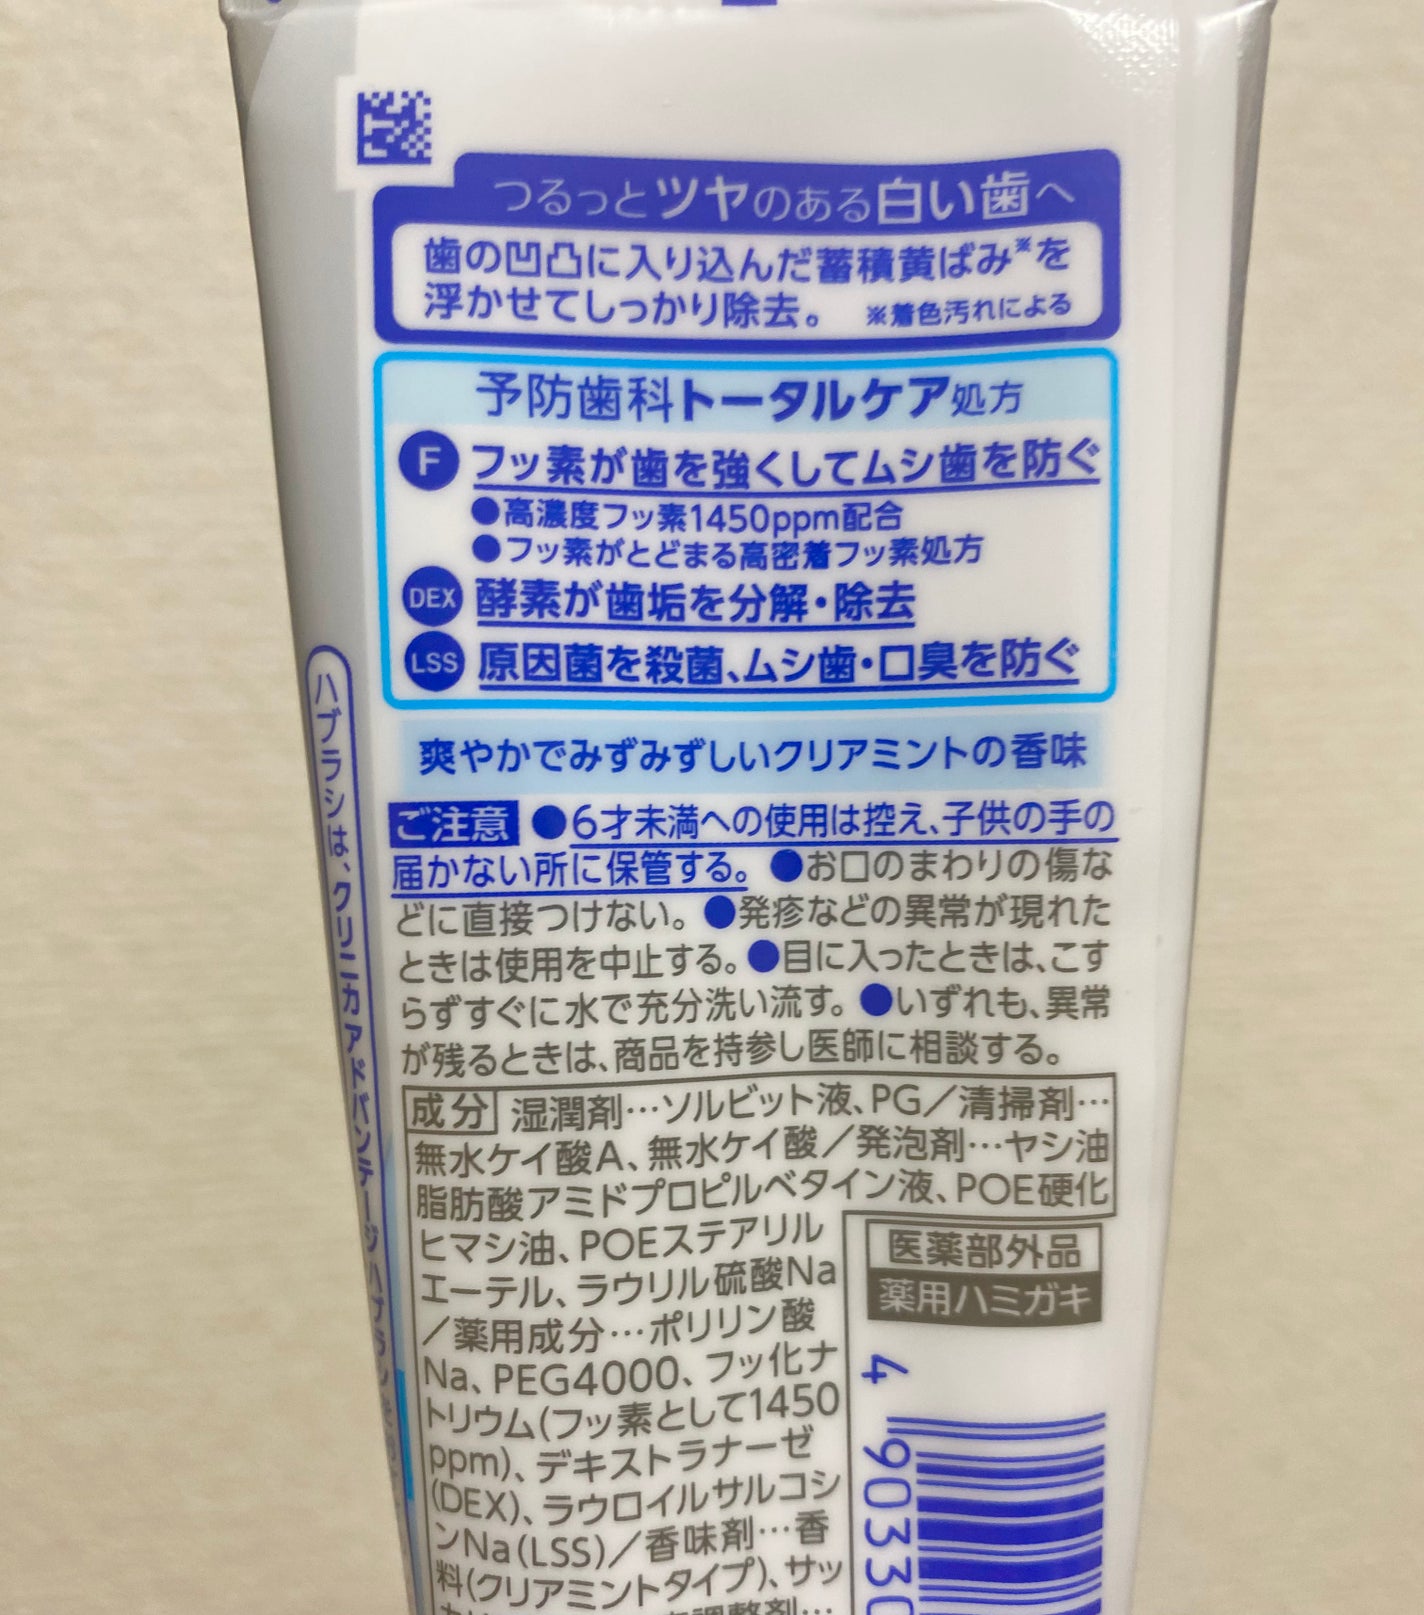 つるっとツヤのある白い歯へ
歯の凹凸に入り込んだ蓄積黄ばみ※を
浮かせてしっかり除去。 ※着色汚れによる
予防歯科トータルケア処方
F フッ素が歯を強くしてムシ歯を防ぐ
●高濃度フッ素1450ppm配合
●フッ素がとどまる高密着フッ素処方
DEX 酵素が歯垢を分解・除去
LSS 原因菌を殺菌、ムシ歯・口臭を防ぐ
爽やかでみずみずしいクリアミントの香味
ご注意 ●6才未満への使用は控え、子供の手の
届かない所に保管する。 ●お口のまわりの傷な
どに直接つけない。 ●発疹などの異常が現れた
ときは使用を中止する。 ●目に入ったときは、こす
らずすぐに水で充分洗い流す。 ●いずれも、異常
が残るときは、商品を持参し医師に相談する。
成分 湿潤剤…ソルビット液、PG／清掃剤…
無水ケイ酸A、無水ケイ酸／発泡剤…ヤシ油
脂肪酸アミドプロピルベタイン液、POE硬化
ヒマシ油、POEステアリル
エーテル、ラウリル硫酸Na
／薬用成分…ポリリン酸
Na、PEG4000、フッ化ナ
トリウム(フッ素として1450
ppm)、デキストラナーゼ
(DEX)、ラウロイルサルコシ
ンNa(LSS)／香味剤…香
料(クリアミントタイプ)、サッ
調整剤…
医薬部外品
薬用ハミガキ
4 90330
ハブラシは、クリニカアドバンテージ ハブラシ